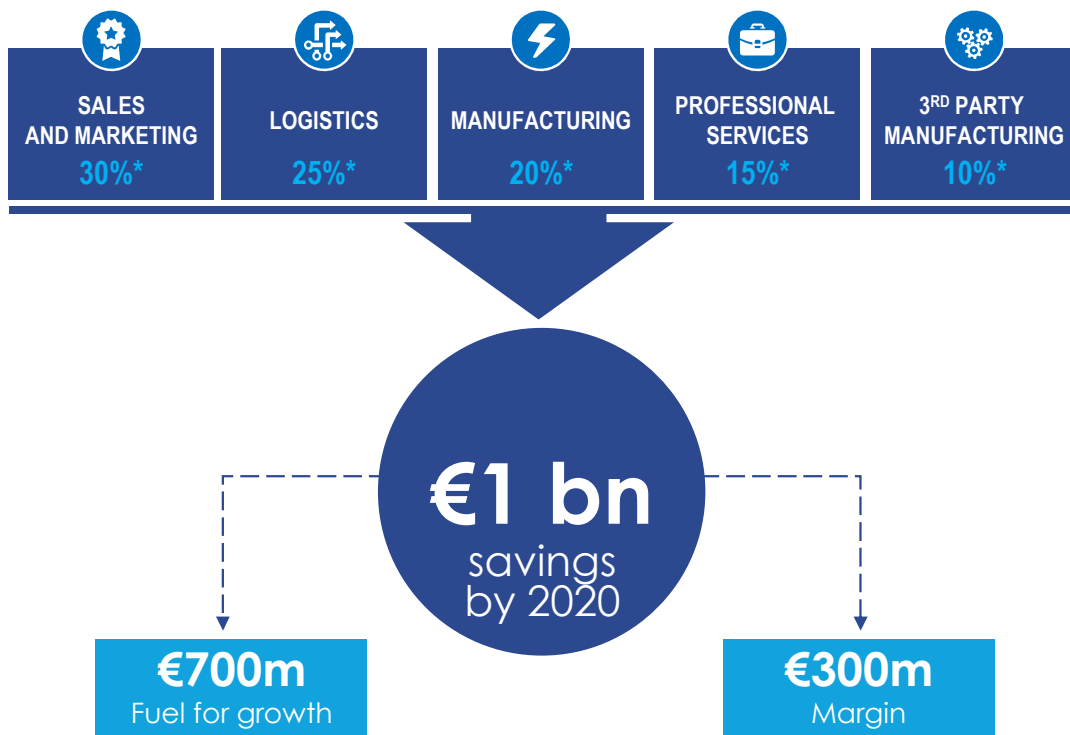 SALES
AND MARKETING
30%*
LOGISTICS
25%*
MANUFACTURING
20%*
PROFESSIONAL
SERVICES
15%*
3RD PARTY
MANUFACTURING
10%*
€1 bn
savings
by 2020
€700m
Fuel for growth
€300m
Margin